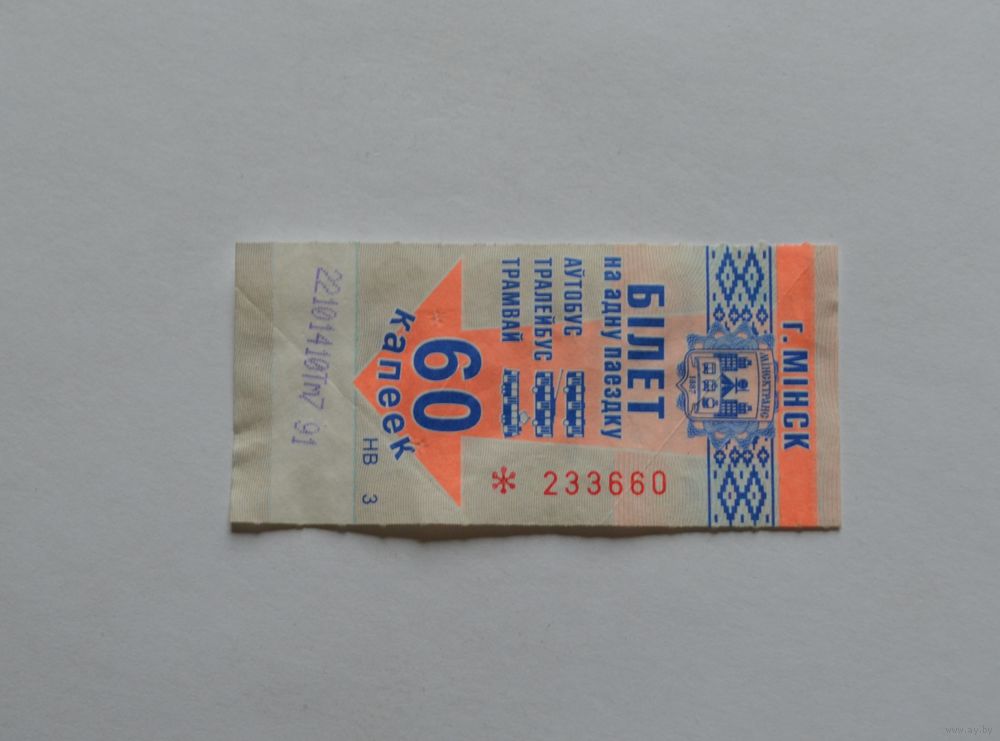 г. МІНСК
МІНСКТРАНС
БІЛЕТ
на адну паездку
АЎТОБУС
ТРАЛЕЙБУС
ТРАМВАЙ
* 233660
60
капеек
НВ 3
www.ay.by